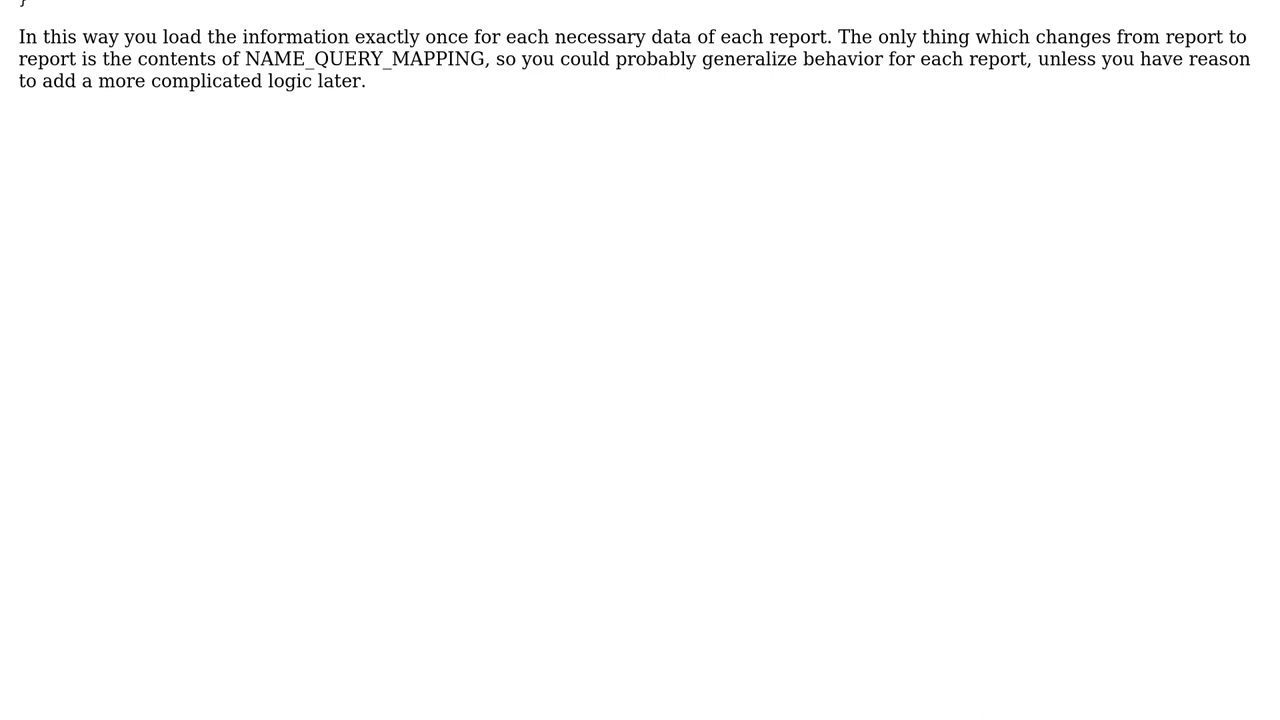 }
In this way you load the information exactly once for each necessary data of each report. The only thing which changes from report to
report is the contents of NAME_QUERY_MAPPING, so you could probably generalize behavior for each report, unless you have reason
to add a more complicated logic later.